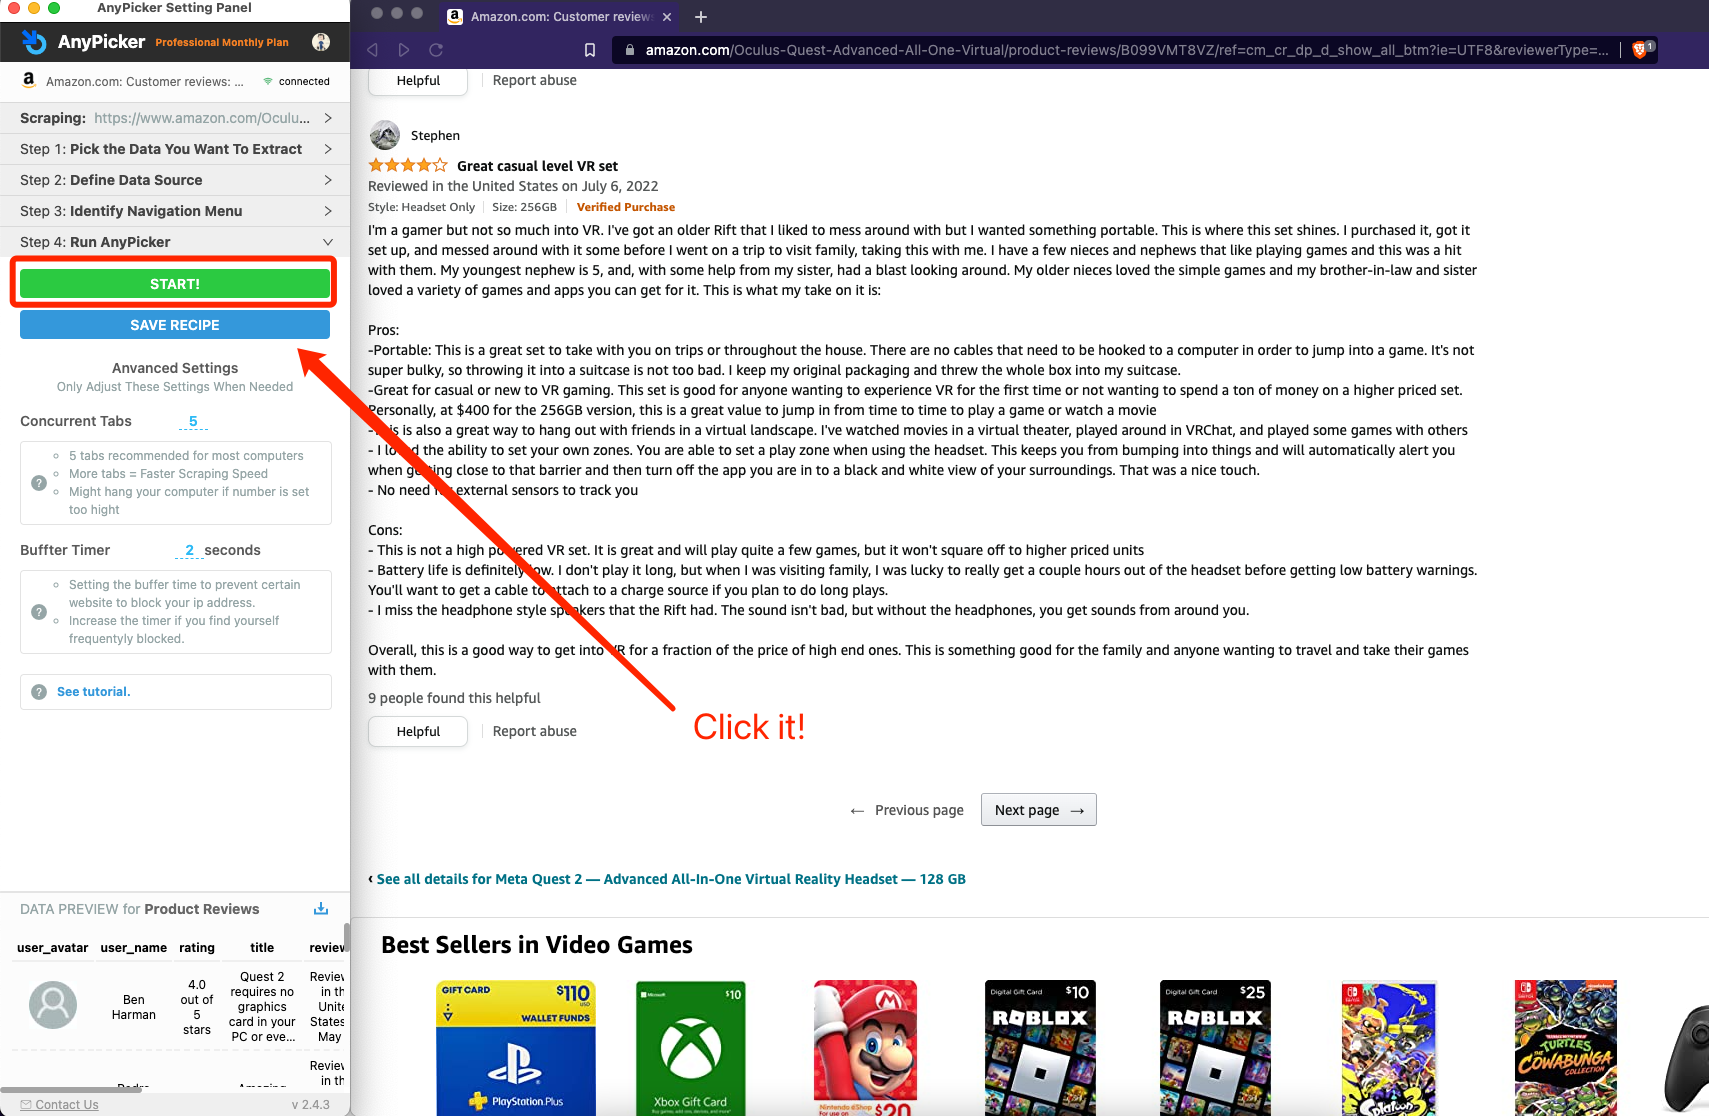 AnyPicker Setting Panel
AnyPicker Professional Monthly Plan
Amazon.com: Customer reviews: ... connected
Scraping: https://www.amazon.com/Oculu...
Step 1: Pick the Data You Want To Extract
Step 2: Define Data Source
Step 3: Identify Navigation Menu
Step 4: Run AnyPicker
START!
SAVE RECIPE
Anvanced Settings
Only Adjust These Settings When Needed
Concurrent Tabs 5
5 tabs recommended for most computers
More tabs = Faster Scraping Speed
Might hang your computer if number is set
too hight
Buffter Timer 2 seconds
Setting the buffer time to prevent certain
website to block your ip address.
Increase the timer if you find yourself
frequentyly blocked.
See tutorial.
DATA PREVIEW for Product Reviews
user_avatar user_name rating title review
Ben
Harman
4.0
out of
5
stars
Quest 2
requires no
graphics
card in your
PC or eve...
Review
in th
Unite
States
May
Review
in th
Contact Us v 2.4.3
Amazon.com: Customer reviews
amazon.com/Oculus-Quest-Advanced-All-One-Virtual/product-reviews/B099VMT8VZ/ref=cm_cr_dp_d_show_all_btm?ie=UTF8&reviewerType=... 1
Helpful Report abuse
Stephen
Great casual level VR set
Reviewed in the United States on July 6, 2022
Style: Headset Only Size: 256GB Verified Purchase
I'm a gamer but not so much into VR. I've got an older Rift that I liked to mess around with but I wanted something portable. This is where this set shines. I purchased it, got it
set up, and messed around with it some before I went on a trip to visit family, taking this with me. I have a few nieces and nephews that like playing games and this was a hit
with them. My youngest nephew is 5, and, with some help from my sister, had a blast looking around. My older nieces loved the simple games and my brother-in-law and sister
loved a variety of games and apps you can get for it. This is what my take on it is:
Pros:
-Portable: This is a great set to take with you on trips or throughout the house. There are no cables that need to be hooked to a computer in order to jump into a game. It's not
super bulky, so throwing it into a suitcase is not too bad. I keep my original packaging and threw the whole box into my suitcase.
-Great for casual or new to VR gaming. This set is good for anyone wanting to experience VR for the first time or not wanting to spend a ton of money on a higher priced set.
Personally, at $400 for the 256GB version, this is a great value to jump in from time to time to play a game or watch a movie
-This is also a great way to hang out with friends in a virtual landscape. I've watched movies in a virtual theater, played around in VRChat, and played some games with others
- I loved the ability to set your own zones. You are able to set a play zone when using the headset. This keeps you from bumping into things and will automatically alert you
when getting close to that barrier and then turn off the app you are in to a black and white view of your surroundings. That was a nice touch.
- No need for external sensors to track you
Cons:
- This is not a high powered VR set. It is great and will play quite a few games, but it won't square off to higher priced units
- Battery life is definitely low. I don't play it long, but when I was visiting family, I was lucky to really get a couple hours out of the headset before getting low battery warnings.
You'll want to get a cable to attach to a charge source if you plan to do long plays.
- I miss the headphone style speakers that the Rift had. The sound isn't bad, but without the headphones, you get sounds from around you.
Overall, this is a good way to get into VR for a fraction of the price of high end ones. This is something good for the family and anyone wanting to travel and take their games
with them.
9 people found this helpful
Helpful Report abuse
Click it!
← Previous page Next page →
‹ See all details for Meta Quest 2 — Advanced All-In-One Virtual Reality Headset — 128 GB
Best Sellers in Video Games
GIFT CARD $110
WALLET FUNDS
PlayStation.Plus
Microsoft $10
Xbox Gift Card
Nintendo eShop
For use on $20
Digital Gift Card $10
ROBLOX
Digital Gift Card $25
ROBLOX
Splatoon 3
nickelodeon
TURTLES
THE COWABUNGA
COLLECTION